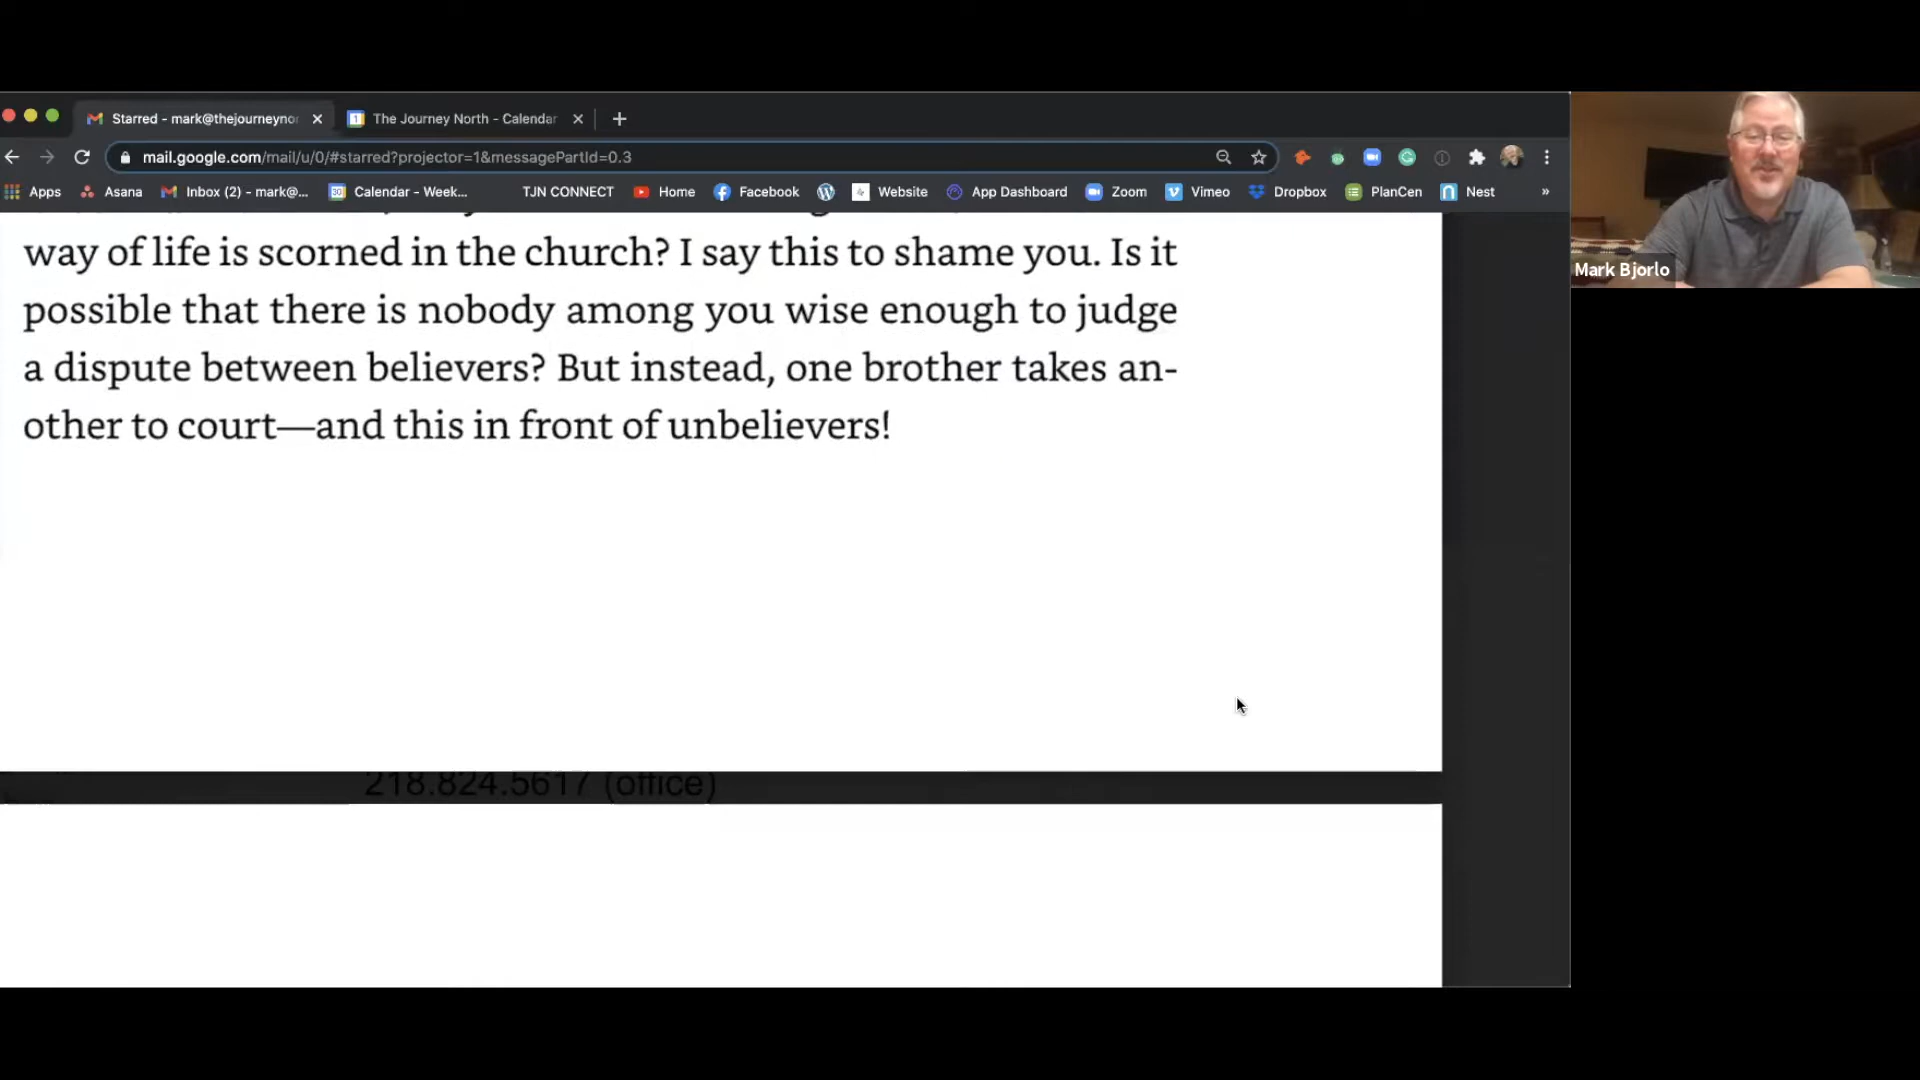 Starred - mark@thejourneyno
The Journey North - Calendar
mail.google.com/mail/u/0/#starred?projector=1&messagePartId=0.3
Apps Asana Inbox (2) - mark@... Calendar - Week... TJN CONNECT Home Facebook Website App Dashboard Zoom Vimeo Dropbox PlanCen Nest »
way of life is scorned in the church? I say this to shame you. Is it
possible that there is nobody among you wise enough to judge
a dispute between believers? But instead, one brother takes an-
other to court—and this in front of unbelievers!
218.824.5617 (office)
Mark Bjorlo